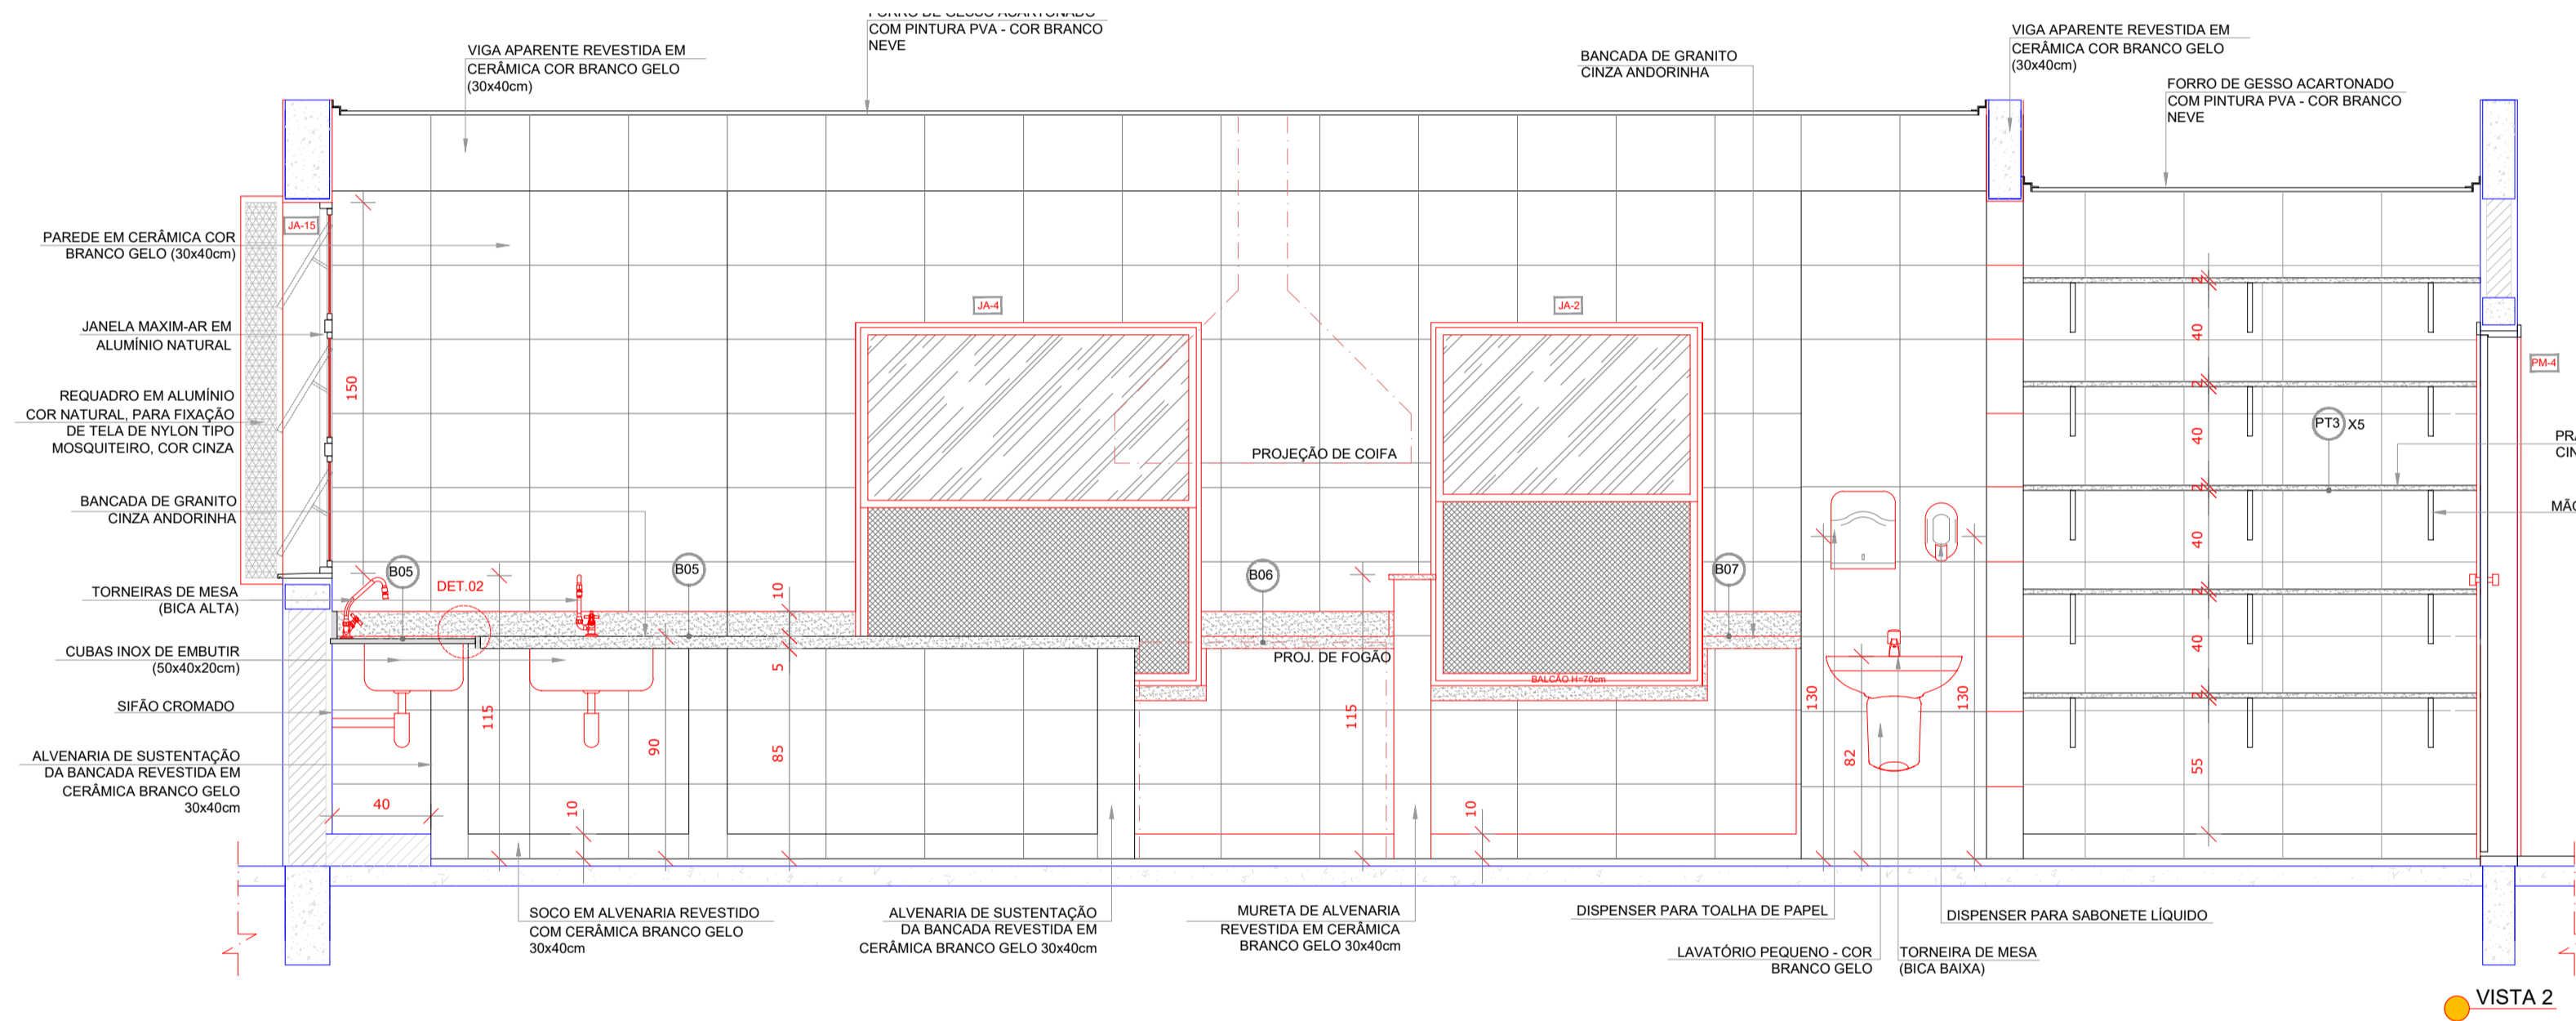 COM PINTURA PVA - COR BRANCO
NEVE
VIGA APARENTE REVESTIDA EM
CERÂMICA COR BRANCO GELO
(30x40cm)
BANCADA DE GRANITO
CINZA ANDORINHA
VIGA APARENTE REVESTIDA EM
CERÂMICA COR BRANCO GELO
(30x40cm)
FORRO DE GESSO ACARTONADO
COM PINTURA PVA - COR BRANCO
NEVE
JA-15
PAREDE EM CERÂMICA COR
BRANCO GELO (30x40cm)
JANELA MAXIM-AR EM
ALUMÍNIO NATURAL
REQUADRO EM ALUMÍNIO
COR NATURAL, PARA FIXAÇÃO
DE TELA DE NYLON TIPO
MOSQUITEIRO, COR CINZA
BANCADA DE GRANITO
CINZA ANDORINHA
TORNEIRAS DE MESA
(BICA ALTA)
CUBAS INOX DE EMBUTIR
(50x40x20cm)
SIFÃO CROMADO
ALVENARIA DE SUSTENTAÇÃO
DA BANCADA REVESTIDA EM
CERÂMICA BRANCO GELO
30x40cm
150
B05
DET.02
B05
10
5
115
90
85
40
10
JA-4
JA-2
PROJEÇÃO DE COIFA
B06
B07
PROJ. DE FOGÃO
BALCÃO H=70cm
115
10
130
82
130
2
40
2
40
2
40
2
40
2
55
PT3 X5
PM-4
SOCO EM ALVENARIA REVESTIDO
COM CERÂMICA BRANCO GELO
30x40cm
ALVENARIA DE SUSTENTAÇÃO
DA BANCADA REVESTIDA EM
CERÂMICA BRANCO GELO 30x40cm
MURETA DE ALVENARIA
REVESTIDA EM CERÂMICA
BRANCO GELO 30x40cm
DISPENSER PARA TOALHA DE PAPEL
LAVATÓRIO PEQUENO - COR
BRANCO GELO
TORNEIRA DE MESA
(BICA BAIXA)
DISPENSER PARA SABONETE LÍQUIDO
VISTA 2